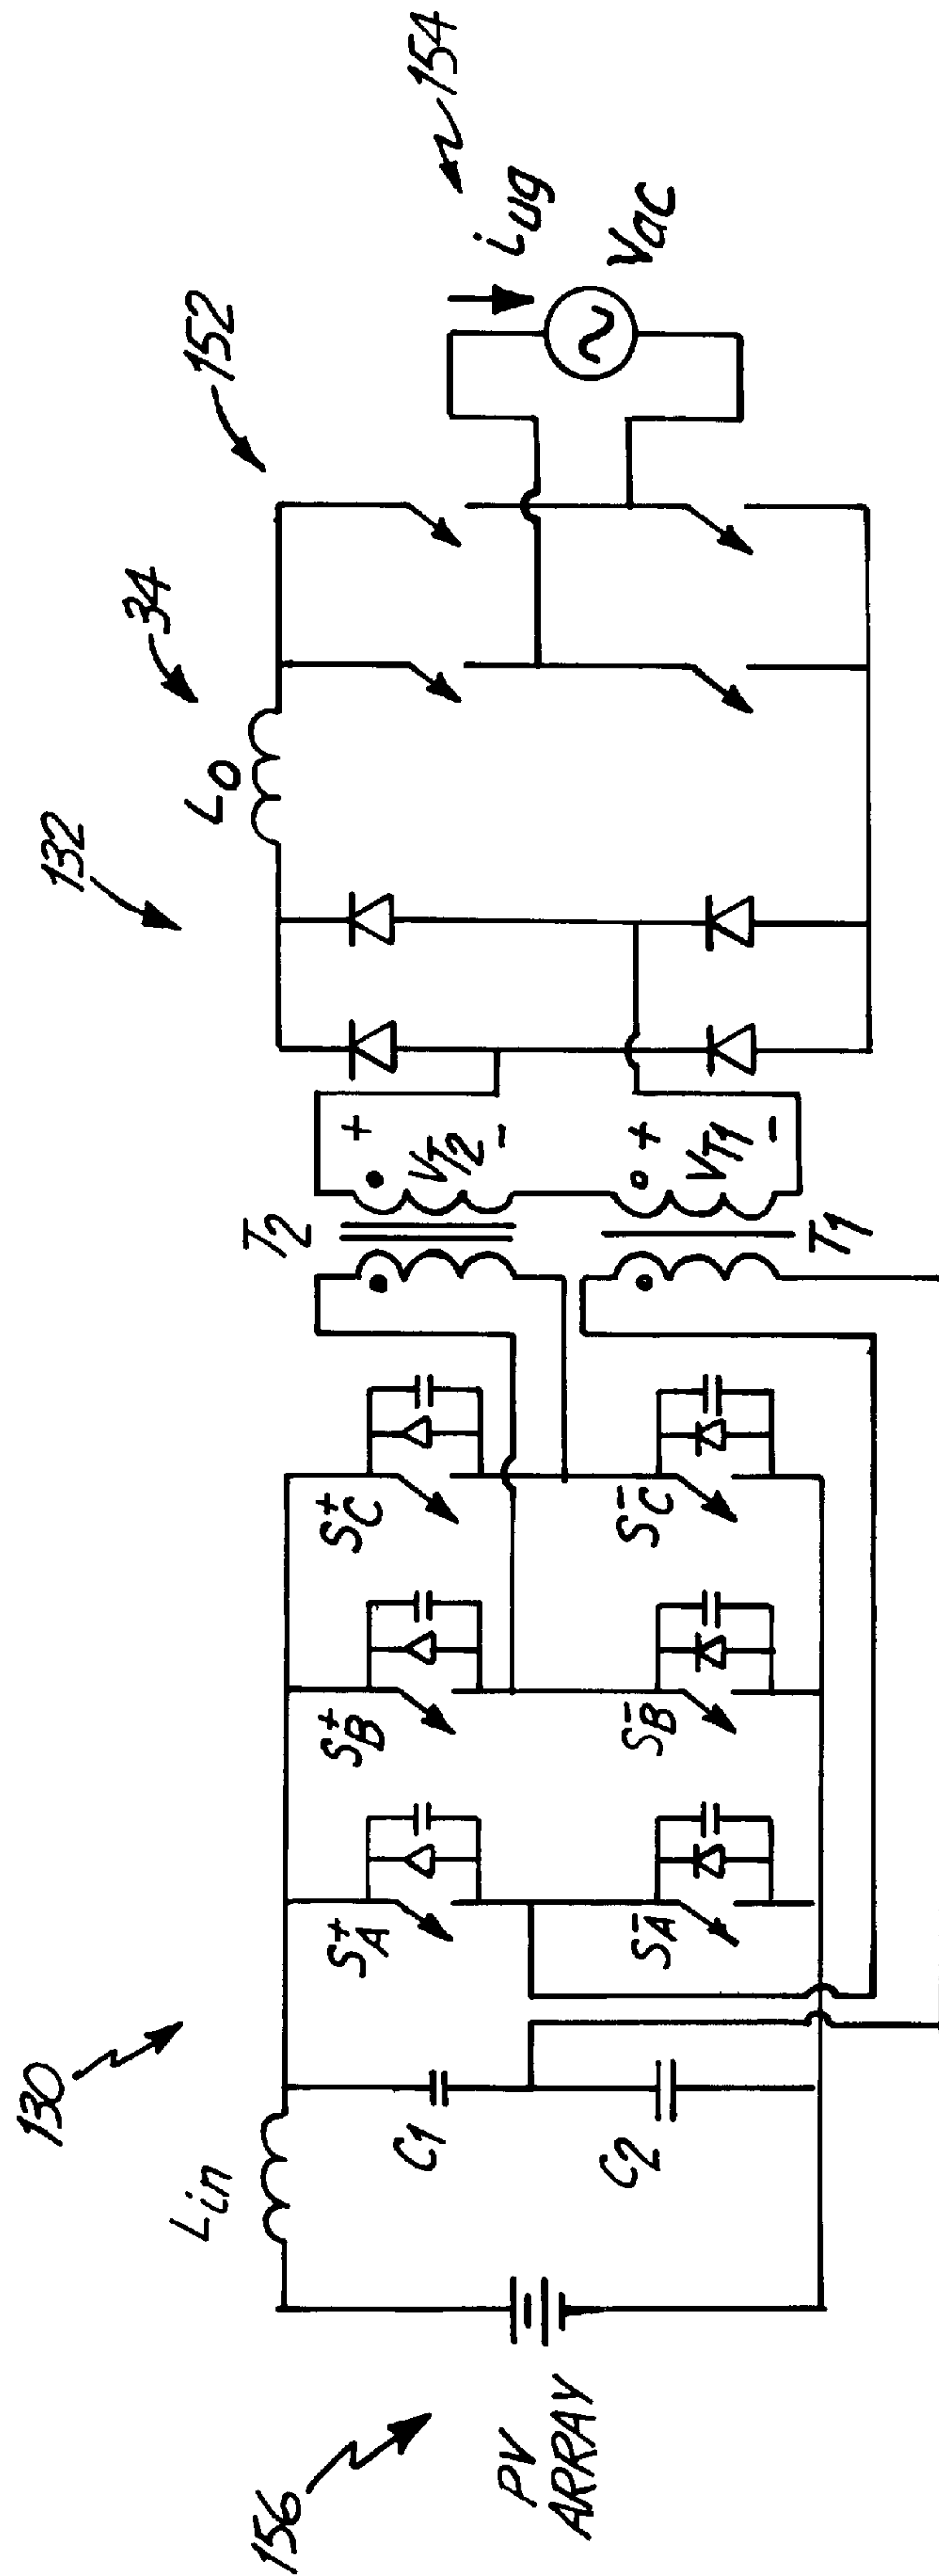 156
PV
ARRAY
130
Lin
C1
C2
S+A
S-A
S+B
S-B
S+C
S-C
T2
T1
+
VT2
-
+
VT1
-
132
Lo
34
152
iug
Vac
154